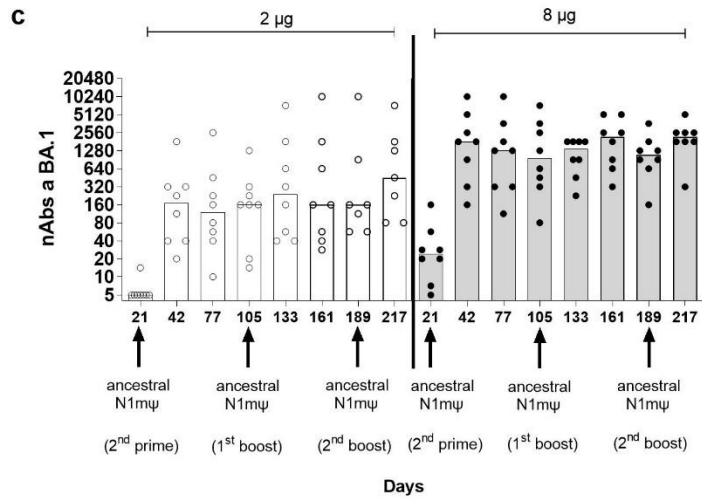 c
2 µg 8 µg
nAbs a BA.1
20480
10240
5120
2560
1280
640
320
160
80
40
20
10
5
21 42 77 105 133 161 189 217 21 42 77 105 133 161 189 217
ancestral ancestral ancestral ancestral ancestral ancestral
N1mψ N1mψ N1mψ N1mψ N1mψ N1mψ
(2nd prime) (1st boost) (2nd boost) (2nd prime) (1st boost) (2nd boost)
Days